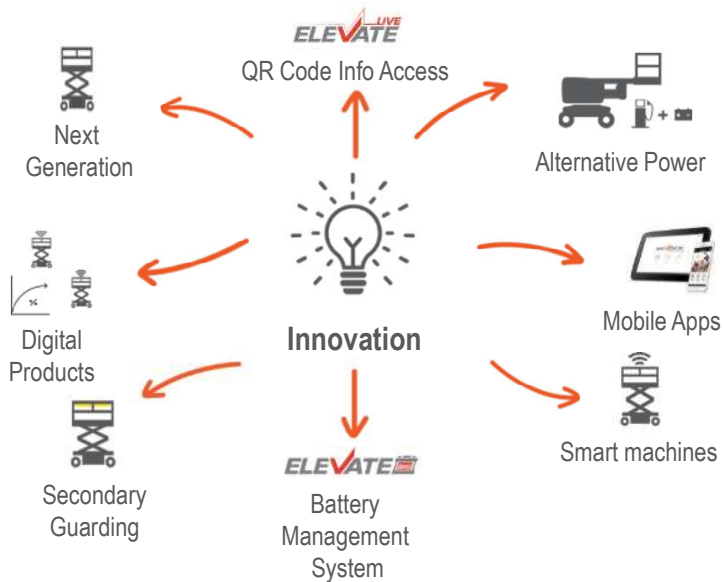 LIVE
ELEVATE
QR Code Info Access
Next
Generation
Alternative Power
Innovation
Mobile Apps
Digital
Products
Smart machines
ELEVATE
Secondary
Guarding
Battery
Management
System